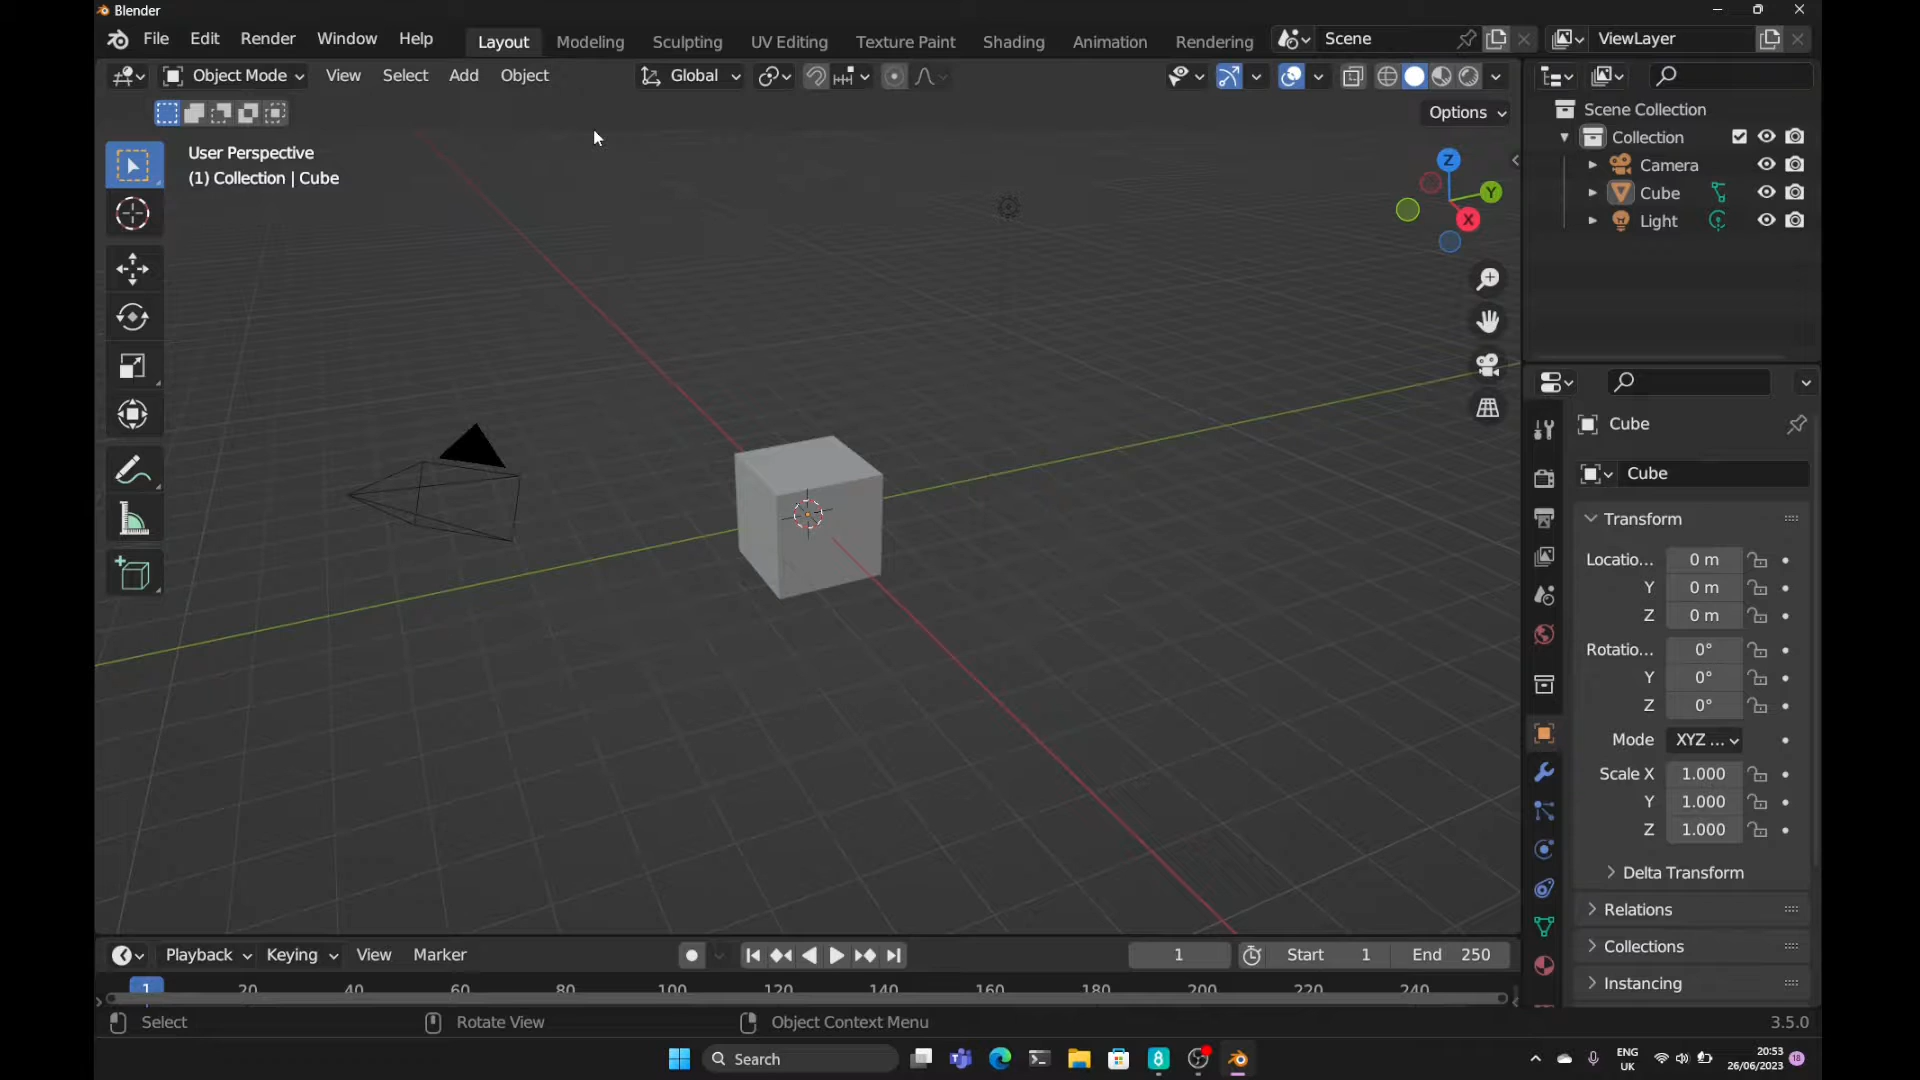 Blender
File Edit Render Window Help Layout Modeling Sculpting UV Editing Texture Paint Shading Animation Rendering Scene ViewLayer
Object Mode View Select Add Object Global
Options
User Perspective
(1) Collection | Cube
Z
Y
X
Scene Collection
Collection
Camera
Cube
Light
Cube
Cube
Transform
Locatio... 0 m
Y 0 m
Z 0 m
Rotatio... 0°
Y 0°
Z 0°
Mode XYZ ...
Scale X 1.000
Y 1.000
Z 1.000
Delta Transform
Relations
Collections
Instancing
Playback Keying View Marker 1 Start 1 End 250
1 20 40 60 80 100 120 140 160 180 200 220 240
Select Rotate View Object Context Menu 3.5.0
Search
ENG
UK
20:53
26/06/2023
18